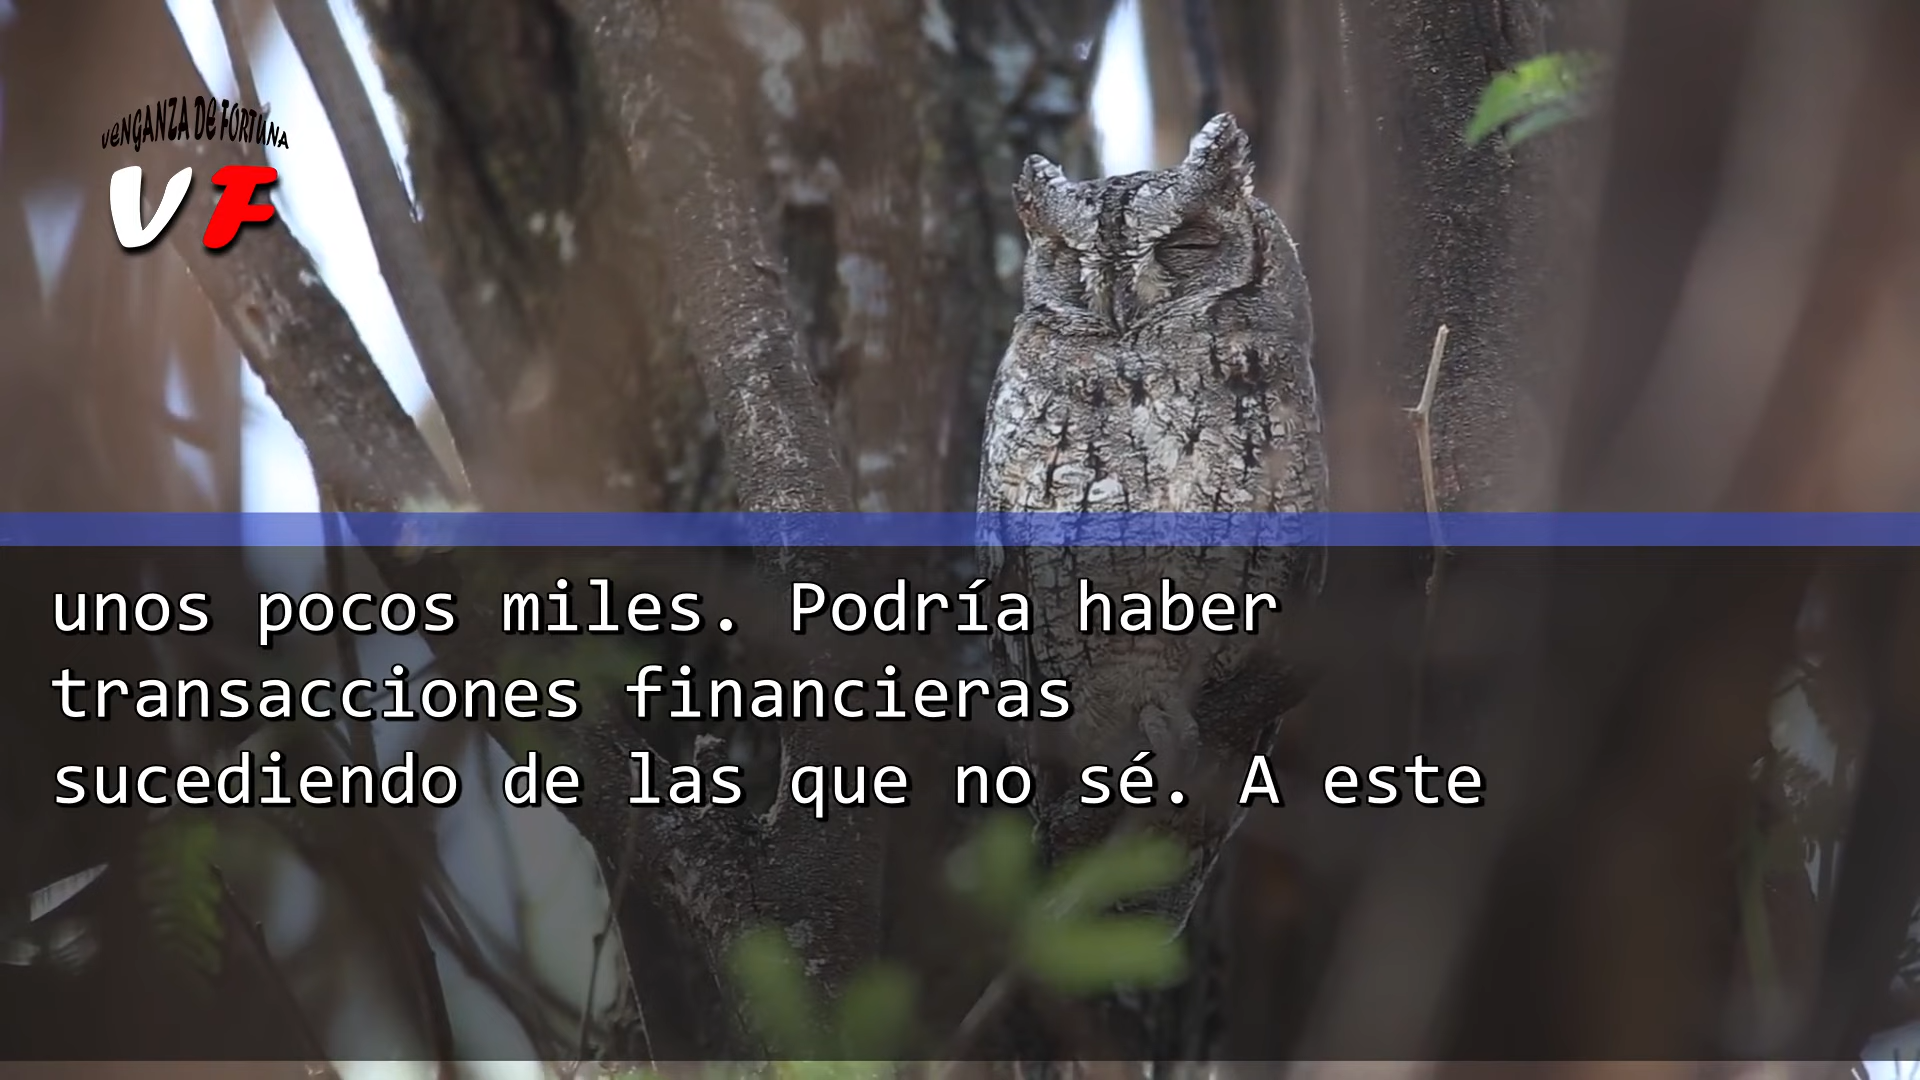 VENGANZA DE FORTUNA
VF
unos pocos miles. Podría haber
transacciones financieras
sucediendo de las que no sé. A este